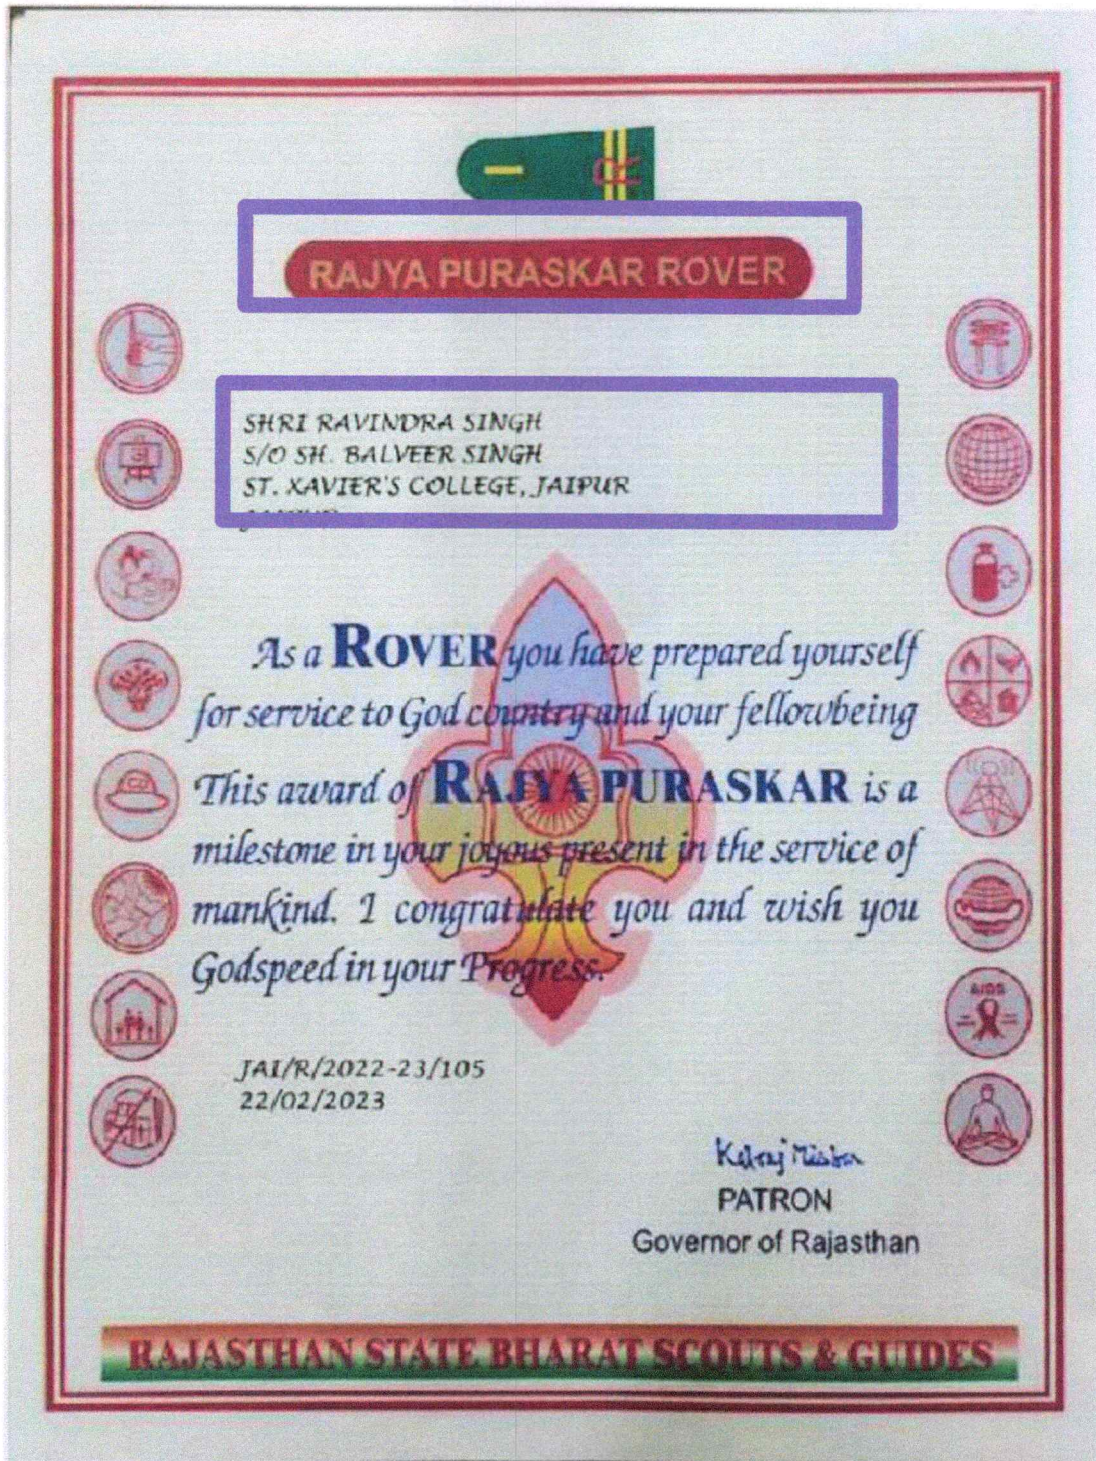 RAJYA PURASKAR ROVER
SHRI RAVINDRA SINGH
S/O SH. BALVEER SINGH
ST. XAVIER'S COLLEGE, JAIPUR
As a ROVER you have prepared yourself
for service to God country and your fellowbeing
This award of RAJYA PURASKAR is a
milestone in your joyous present in the service of
mankind. I congratulate you and wish you
Godspeed in your Progress.
CD
AIDS
JAI/R/2022-23/105
22/02/2023
PATRON
Governor of Rajasthan
RAJASTHAN STATE BHARAT SCOUTS & GUIDES